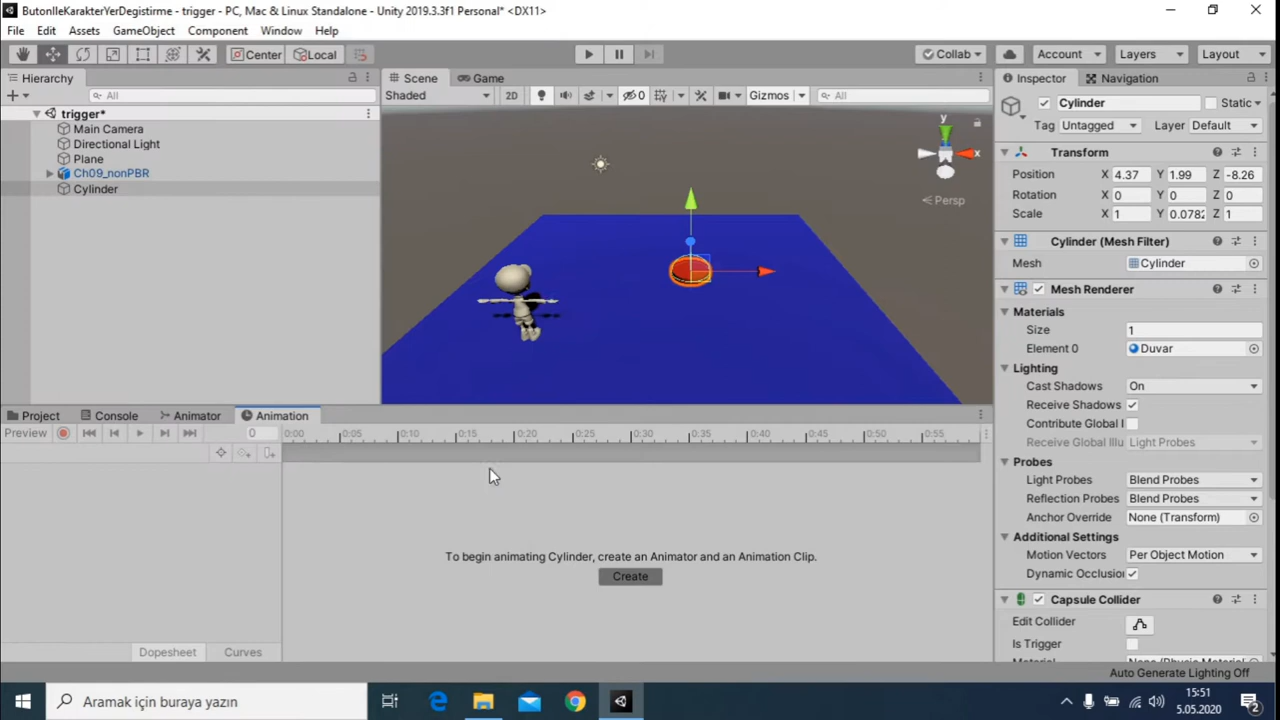 ButonIleKarakterYerDegistirme - trigger - PC, Mac & Linux Standalone - Unity 2019.3.3f1 Personal* <DX11>
File Edit Assets GameObject Component Window Help
Center Local Collab Account Layers Layout
Hierarchy
All
trigger*
Main Camera
Directional Light
Plane
Ch09_nonPBR
Cylinder
Scene Game
Shaded 2D 0 Gizmos All
y
x
Persp
Inspector Navigation
Cylinder Static
Tag Untagged Layer Default
Transform
Position X 4.37 Y 1.99 Z -8.26
Rotation X 0 Y 0 Z 0
Scale X 1 Y 0.0782 Z 1
Cylinder (Mesh Filter)
Mesh Cylinder
Mesh Renderer
Materials
Size 1
Element 0 Duvar
Lighting
Cast Shadows On
Receive Shadows
Contribute Global I
Receive Global Illu Light Probes
Probes
Light Probes Blend Probes
Reflection Probes Blend Probes
Anchor Override None (Transform)
Additional Settings
Motion Vectors Per Object Motion
Dynamic Occlusion
Capsule Collider
Edit Collider
Is Trigger
Project Console Animator Animation
Preview 0 0:00 0:05 0:10 0:15 0:20 0:25 0:30 0:35 0:40 0:45 0:50 0:55
To begin animating Cylinder, create an Animator and an Animation Clip.
Create
Dopesheet Curves
Auto Generate Lighting Off
Aramak için buraya yazın
15:51
5.05.2020
2